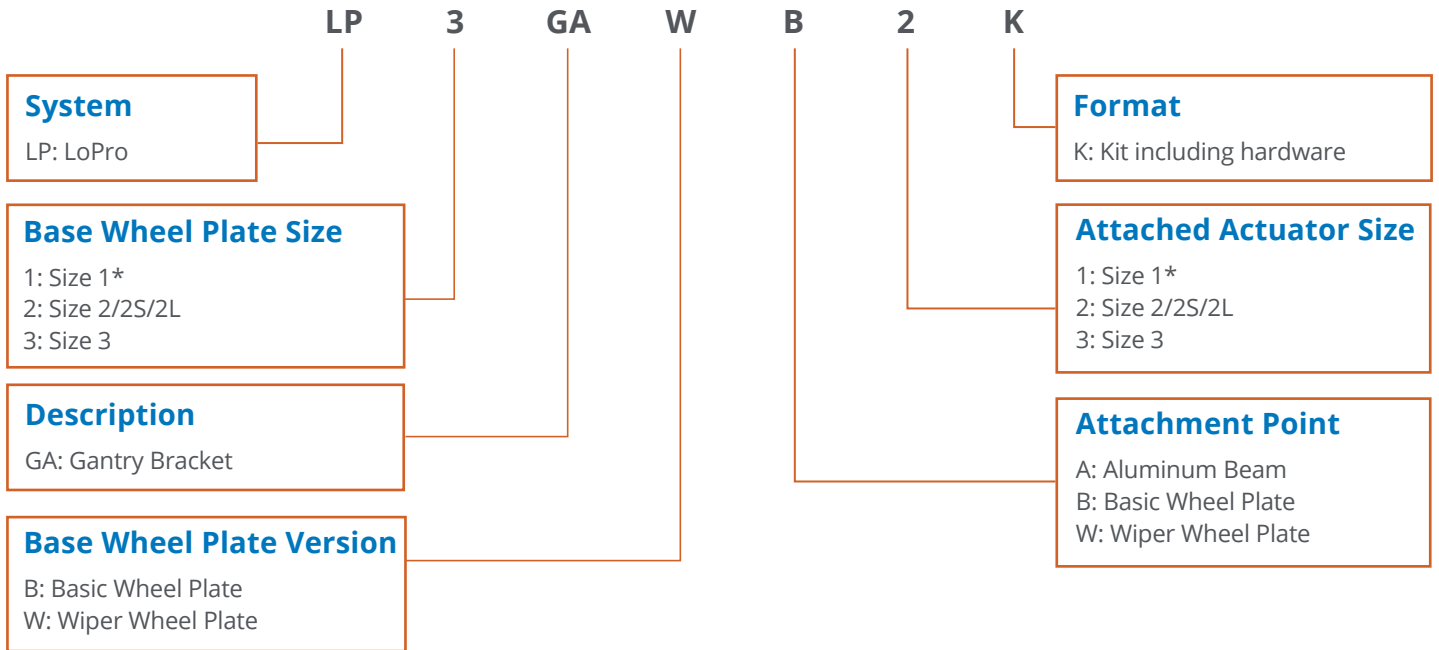 LP 3 GA W B 2 K
System
LP: LoPro
Base Wheel Plate Size
1: Size 1*
2: Size 2/2S/2L
3: Size 3
Description
GA: Gantry Bracket
Base Wheel Plate Version
B: Basic Wheel Plate
W: Wiper Wheel Plate
Format
K: Kit including hardware
Attached Actuator Size
1: Size 1*
2: Size 2/2S/2L
3: Size 3
Attachment Point
A: Aluminum Beam
B: Basic Wheel Plate
W: Wiper Wheel Plate